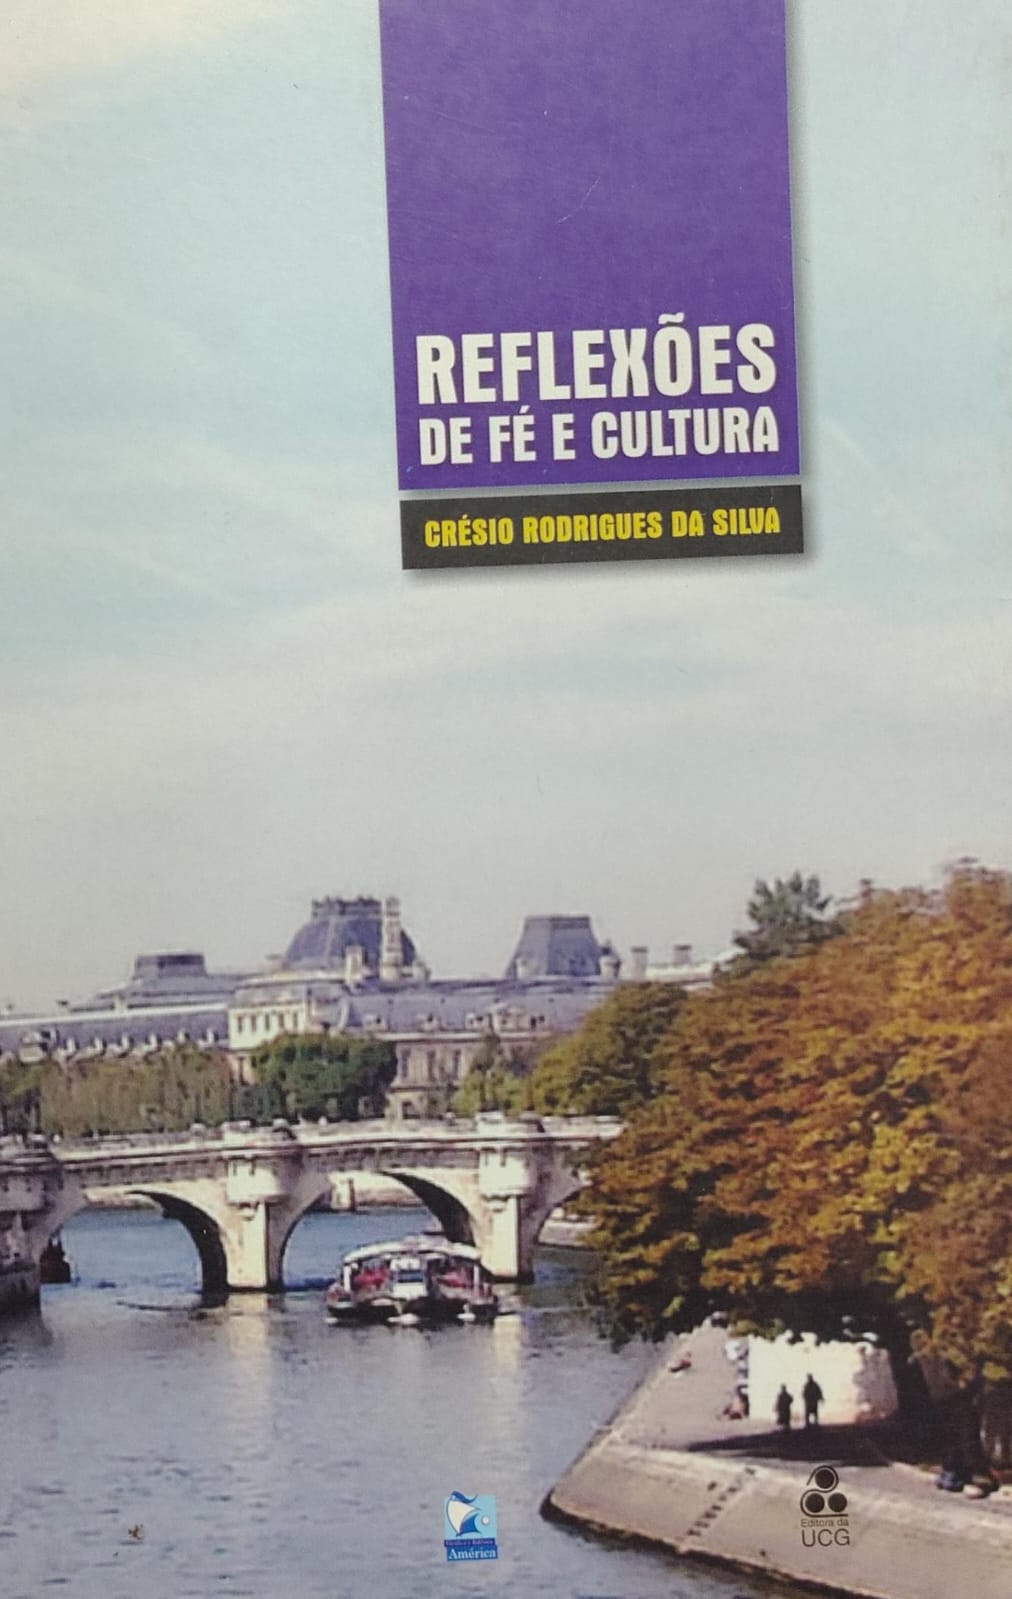 REFLEXÕES
DE FÉ E CULTURA
CRÉSIO RODRIGUES DA SILVA
América
Editora da
UCG